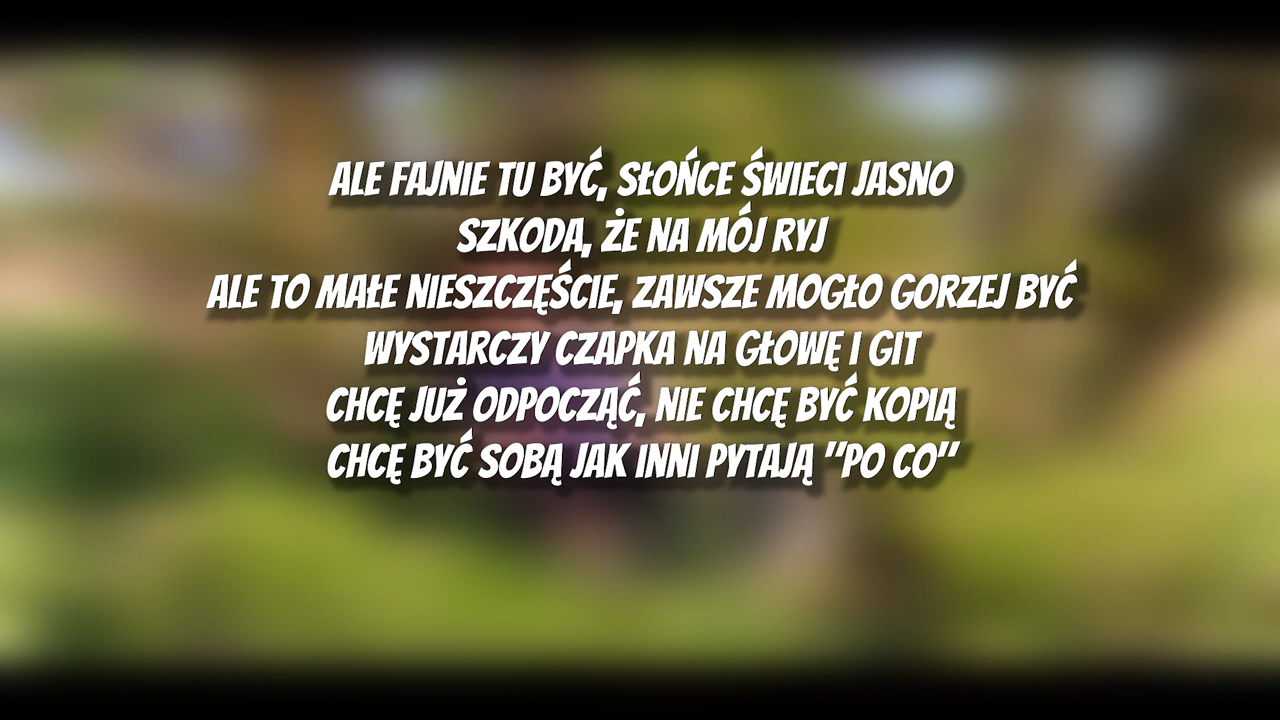 ALE FAJNIE TU BYĆ, SŁOŃCE ŚWIECI JASNO
SZKODA, ŻE NA MÓJ RYJ
ALE TO MAŁE NIESZCZĘŚCIE, ZAWSZE MOGŁO GORZEJ BYĆ
WYSTARCZY CZAPKA NA GŁOWĘ I GIT
CHCĘ JUŻ ODPOCZĄĆ, NIE CHCĘ BYĆ KOPIĄ
CHCĘ BYĆ SOBĄ JAK INNI PYTAJĄ "PO CO"